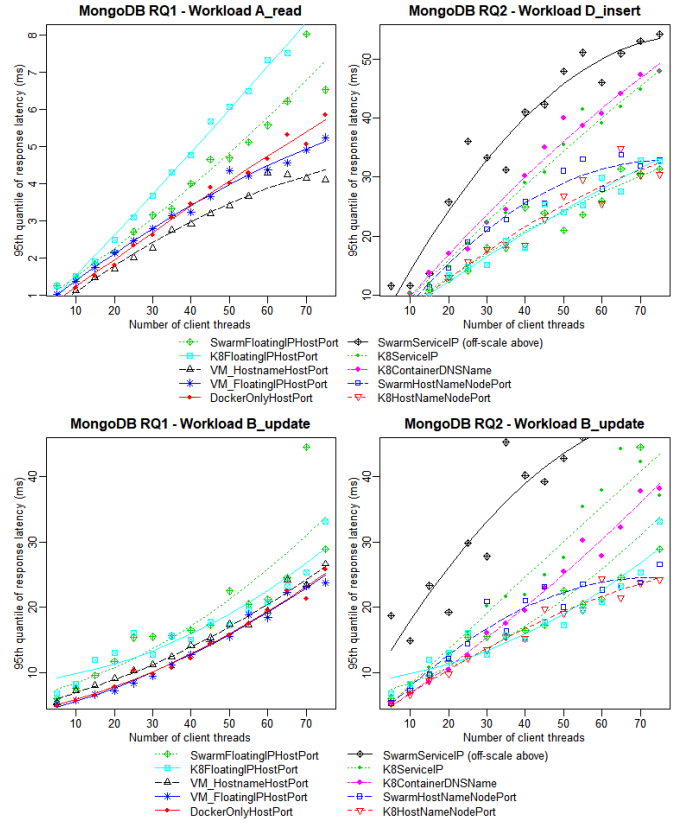 MongoDB RQ1 - Workload A_read
MongoDB RQ2 - Workload D_insert
95th quantile of response latency (ms)
8
7
6
5
4
3
2
1
10 20 30 40 50 60 70
Number of client threads
95th quantile of response latency (ms)
50
40
30
20
10
10 20 30 40 50 60 70
Number of client threads
SwarmFloatingIPHostPort
K8FloatingIPHostPort
VM_HostnameHostPort
VM_FloatingIPHostPort
DockerOnlyHostPort
SwarmServiceIP (off-scale above)
K8ServiceIP
K8ContainerDNSName
SwarmHostNameNodePort
K8HostNameNodePort
MongoDB RQ1 - Workload B_update
MongoDB RQ2 - Workload B_update
95th quantile of response latency (ms)
40
30
20
10
10 20 30 40 50 60 70
Number of client threads
95th quantile of response latency (ms)
40
30
20
10
10 20 30 40 50 60 70
Number of client threads
SwarmFloatingIPHostPort
K8FloatingIPHostPort
VM_HostnameHostPort
VM_FloatingIPHostPort
DockerOnlyHostPort
SwarmServiceIP (off-scale above)
K8ServiceIP
K8ContainerDNSName
SwarmHostNameNodePort
K8HostNameNodePort